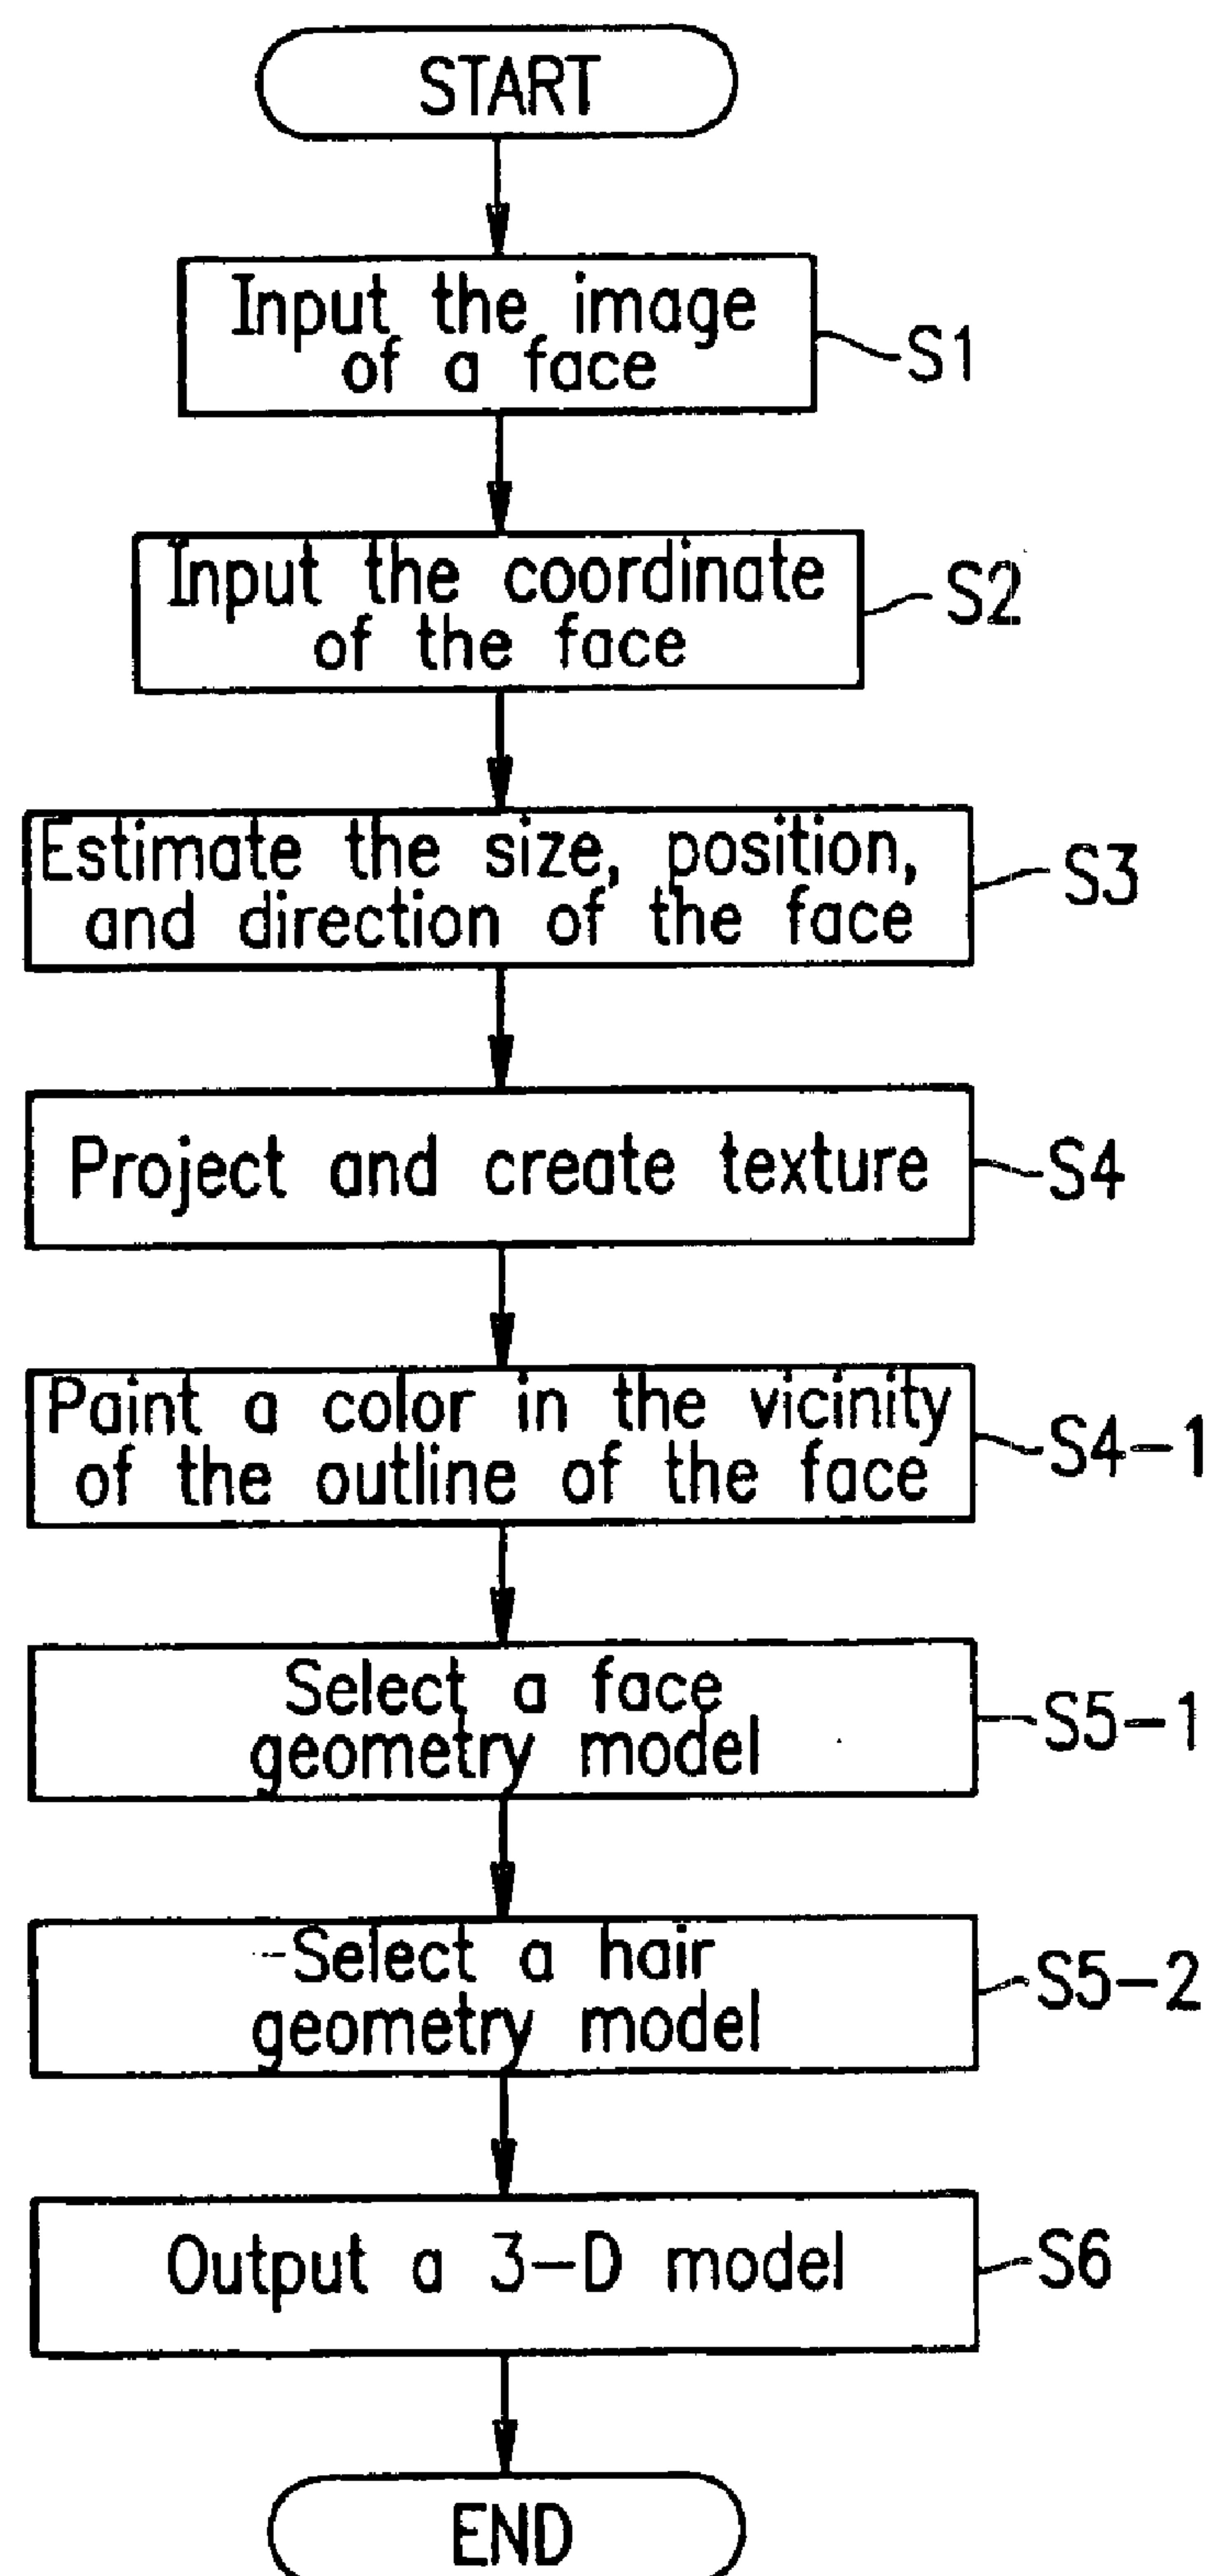 START
Input the image
of a face
S1
Input the coordinate
of the face
S2
Estimate the size, position,
and direction of the face
S3
Project and create texture
S4
Paint a color in the vicinity
of the outline of the face
S4-1
Select a face
geometry model
S5-1
Select a hair
geometry model
S5-2
Output a 3-D model
S6
END